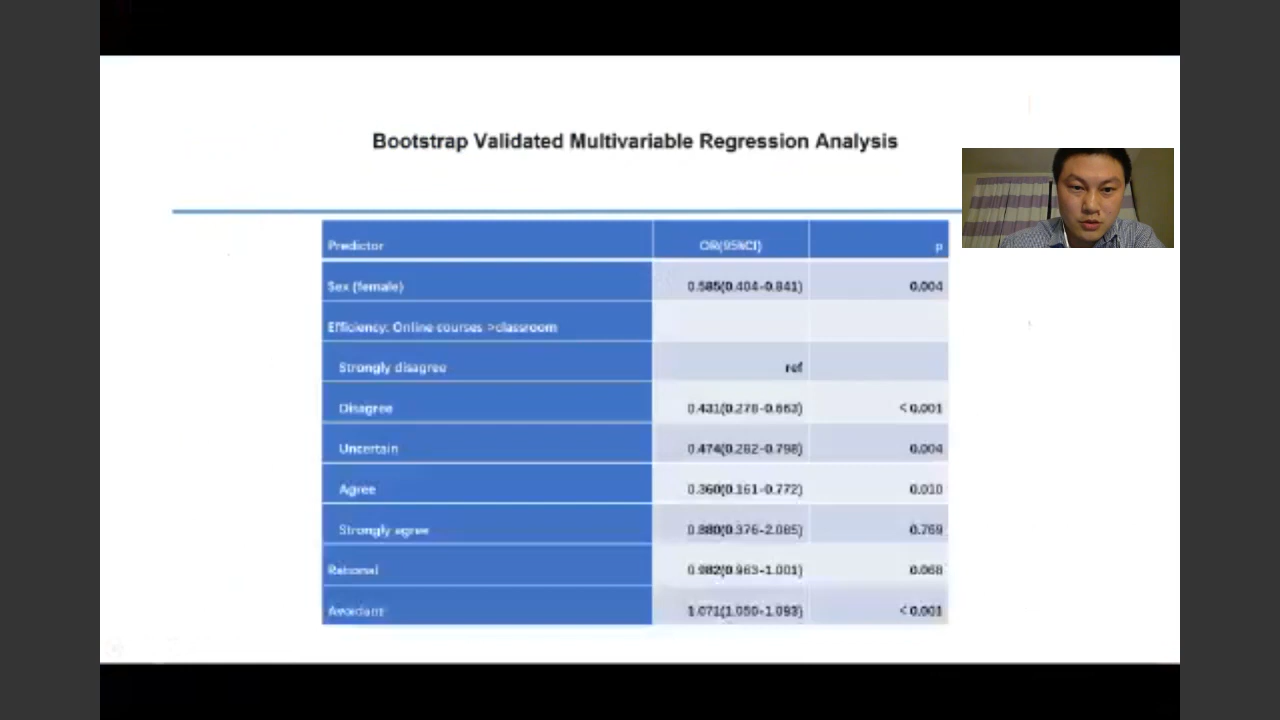 Bootstrap Validated Multivariable Regression Analysis
Predictor OR(95%CI) p
Sex (female) 0.585(0.404-0.841) 0.004
Efficiency: Online courses >classroom
Strongly disagree ref
Disagree 0.431(0.278-0.663) <0.001
Uncertain 0.474(0.282-0.798) 0.004
Agree 0.360(0.161-0.772) 0.010
Strongly agree 0.880(0.376-2.085) 0.769
Rational 0.982(0.963-1.001) 0.068
Avoidant 1.071(1.050-1.093) <0.001